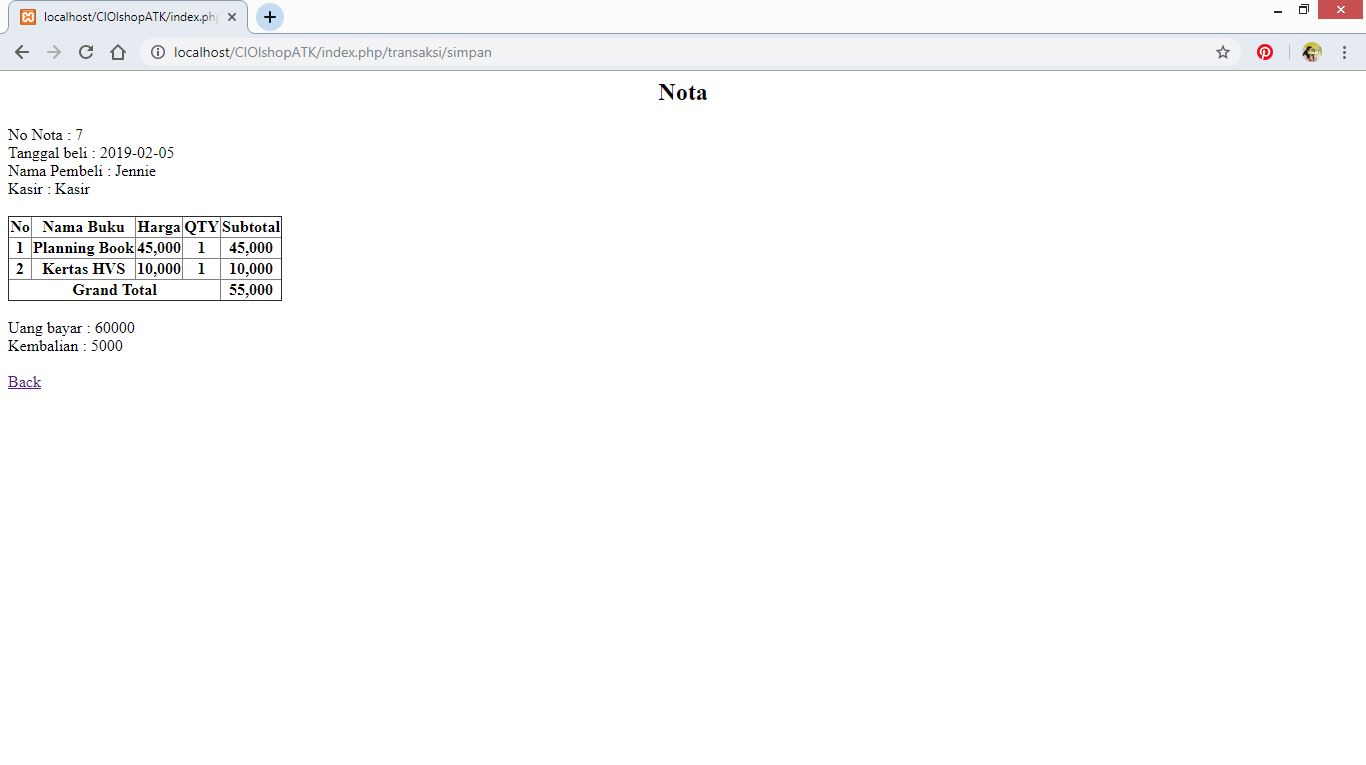 localhost/CIOlshopATK/index.php
localhost/CIOlshopATK/index.php/transaksi/simpan
Nota
No Nota : 7
Tanggal beli : 2019-02-05
Nama Pembeli : Jennie
Kasir : Kasir
No Nama Buku Harga QTY Subtotal
1 Planning Book 45,000 1 45,000
2 Kertas HVS 10,000 1 10,000
Grand Total 55,000
Uang bayar : 60000
Kembalian : 5000
Back